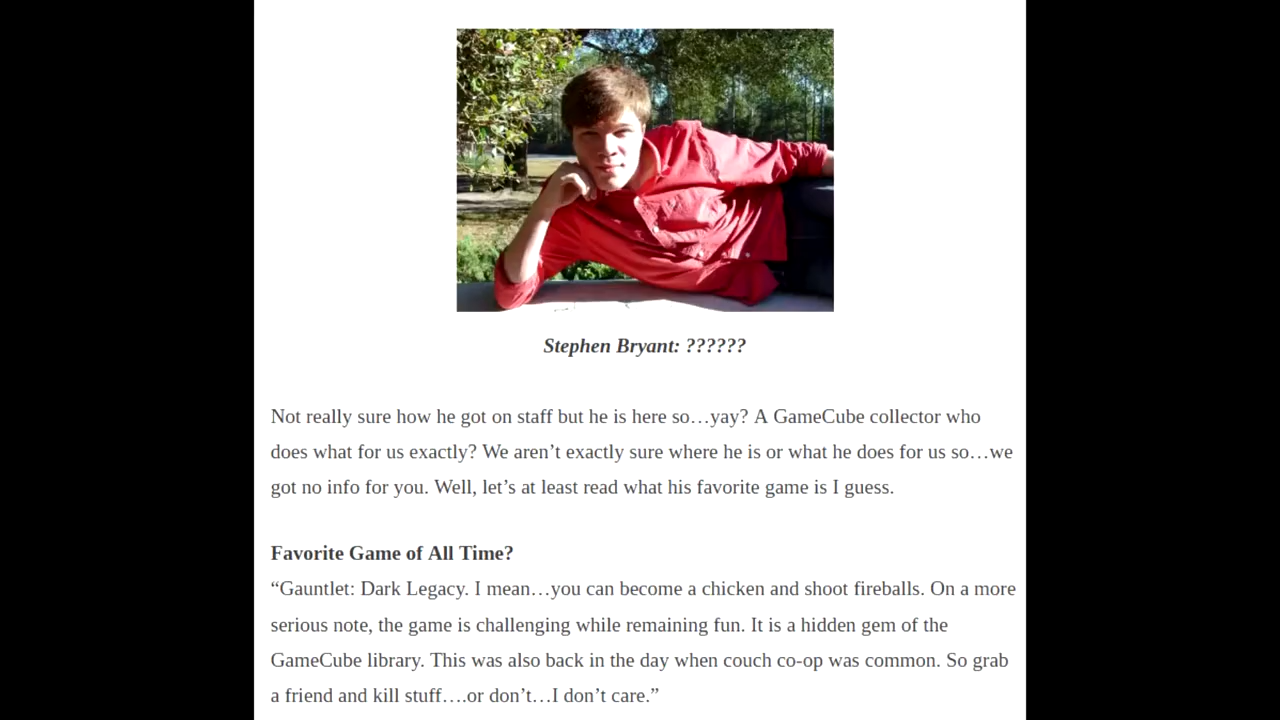 Stephen Bryant: ??????
Not really sure how he got on staff but he is here so…yay? A GameCube collector who
does what for us exactly? We aren’t exactly sure where he is or what he does for us so…we
got no info for you. Well, let’s at least read what his favorite game is I guess.
Favorite Game of All Time?
“Gauntlet: Dark Legacy. I mean…you can become a chicken and shoot fireballs. On a more
serious note, the game is challenging while remaining fun. It is a hidden gem of the
GameCube library. This was also back in the day when couch co-op was common. So grab
a friend and kill stuff….or don’t…I don’t care.”